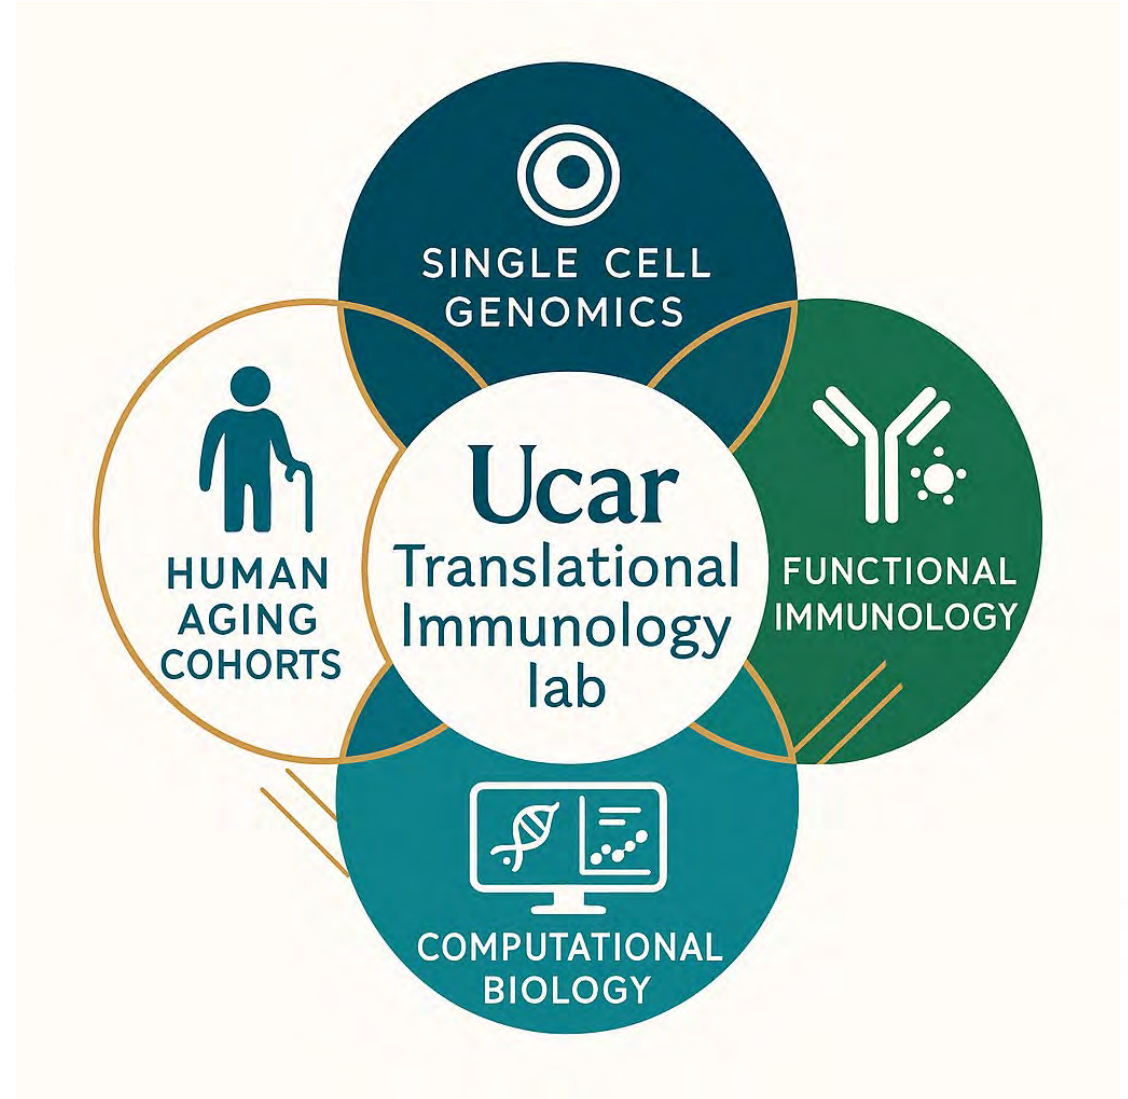 SINGLE CELL
GENOMICS
HUMAN
AGING
COHORTS
Ucar
Translational
Immunology
lab
FUNCTIONAL
IMMUNOLOGY
COMPUTATIONAL
BIOLOGY